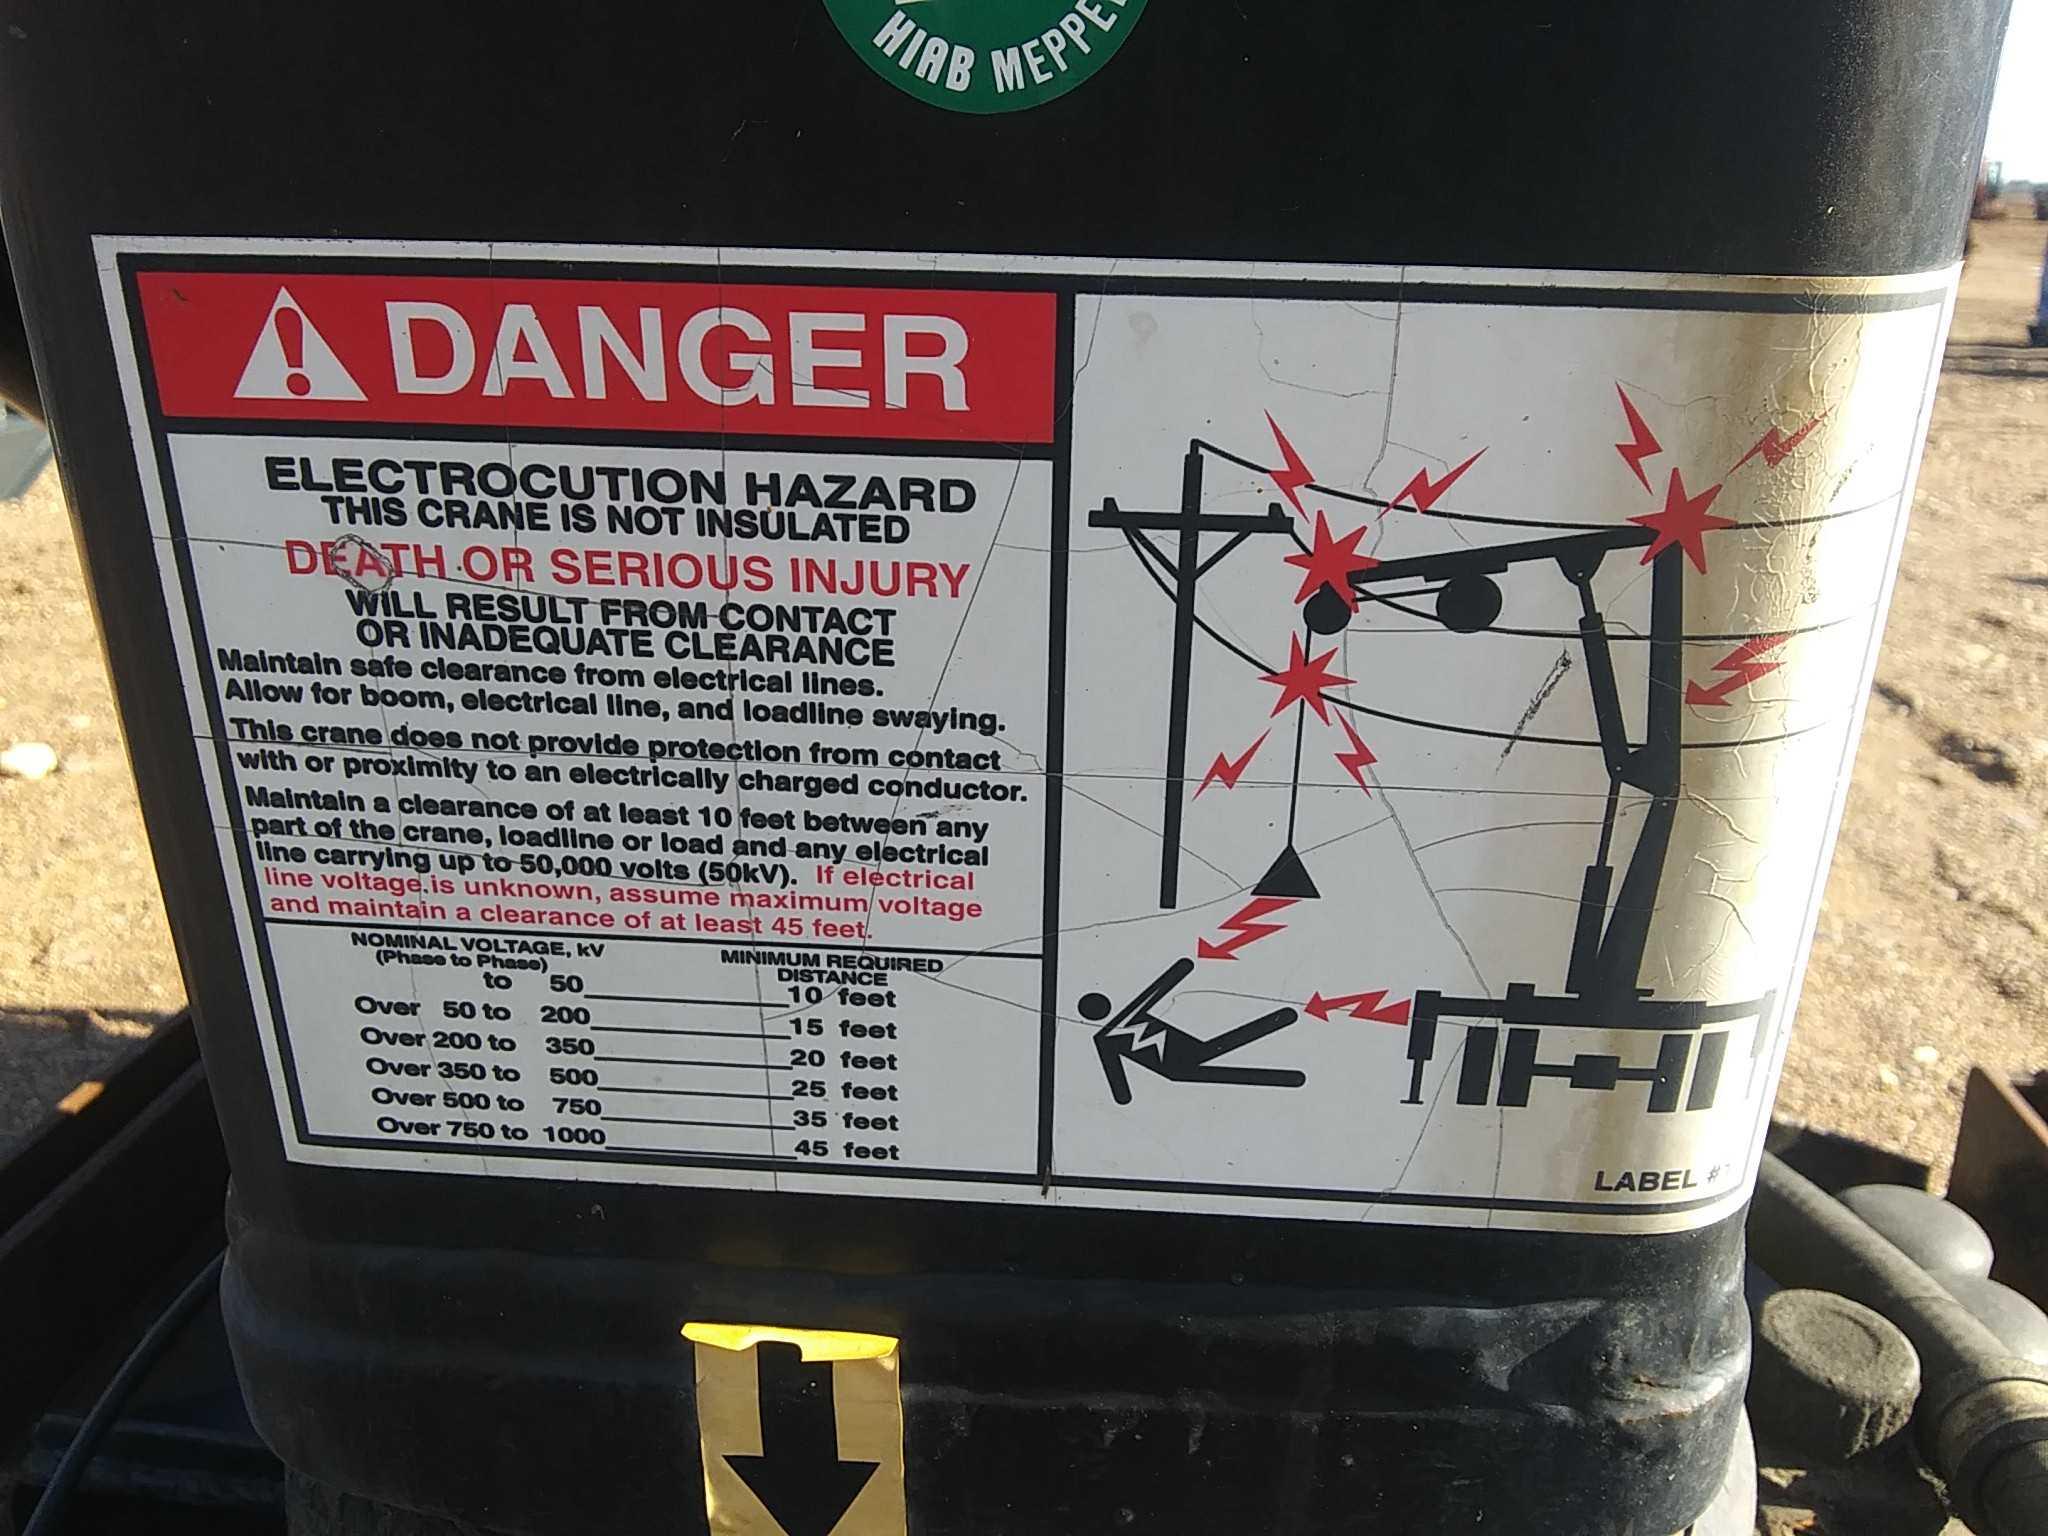 HIAB MEPPEL
DANGER
ELECTROCUTION HAZARD
THIS CRANE IS NOT INSULATED
DEATH OR SERIOUS INJURY
WILL RESULT FROM CONTACT
OR INADEQUATE CLEARANCE
Maintain safe clearance from electrical lines.
Allow for boom, electrical line, and loadline swaying.
This crane does not provide protection from contact
with or proximity to an electrically charged conductor.
Maintain a clearance of at least 10 feet between any
part of the crane, loadline or load and any electrical
line carrying up to 50,000 volts (50kV). If electrical
line voltage is unknown, assume maximum voltage
and maintain a clearance of at least 45 feet.
NOMINAL VOLTAGE, kV MINIMUM REQUIRED
(Phase to Phase) DISTANCE
to 50 10 feet
Over 50 to 200 15 feet
Over 200 to 350 20 feet
Over 350 to 500 25 feet
Over 500 to 750 35 feet
Over 750 to 1000 45 feet
LABEL #